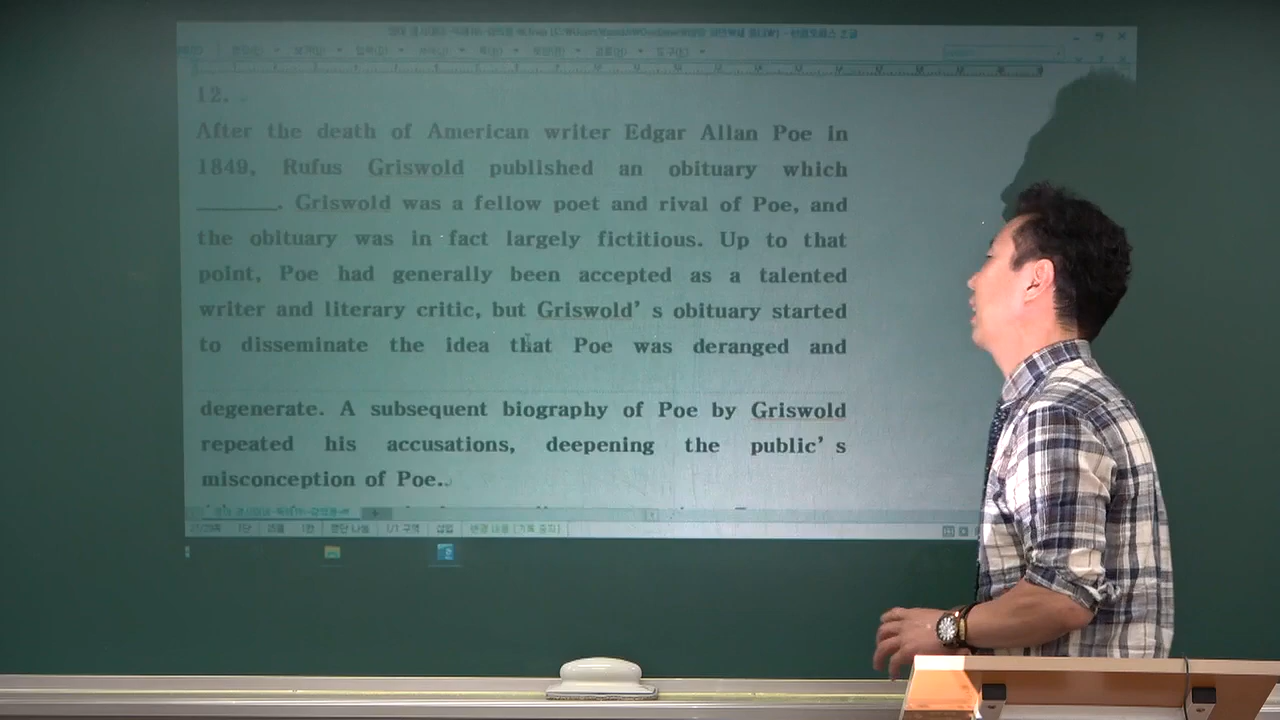 12.
After the death of American writer Edgar Allan Poe in
1849, Rufus Griswold published an obituary which
______. Griswold was a fellow poet and rival of Poe, and
the obituary was in fact largely fictitious. Up to that
point, Poe had generally been accepted as a talented
writer and literary critic, but Griswold's obituary started
to disseminate the idea that Poe was deranged and
degenerate. A subsequent biography of Poe by Griswold
repeated his accusations, deepening the public's
misconception of Poe..